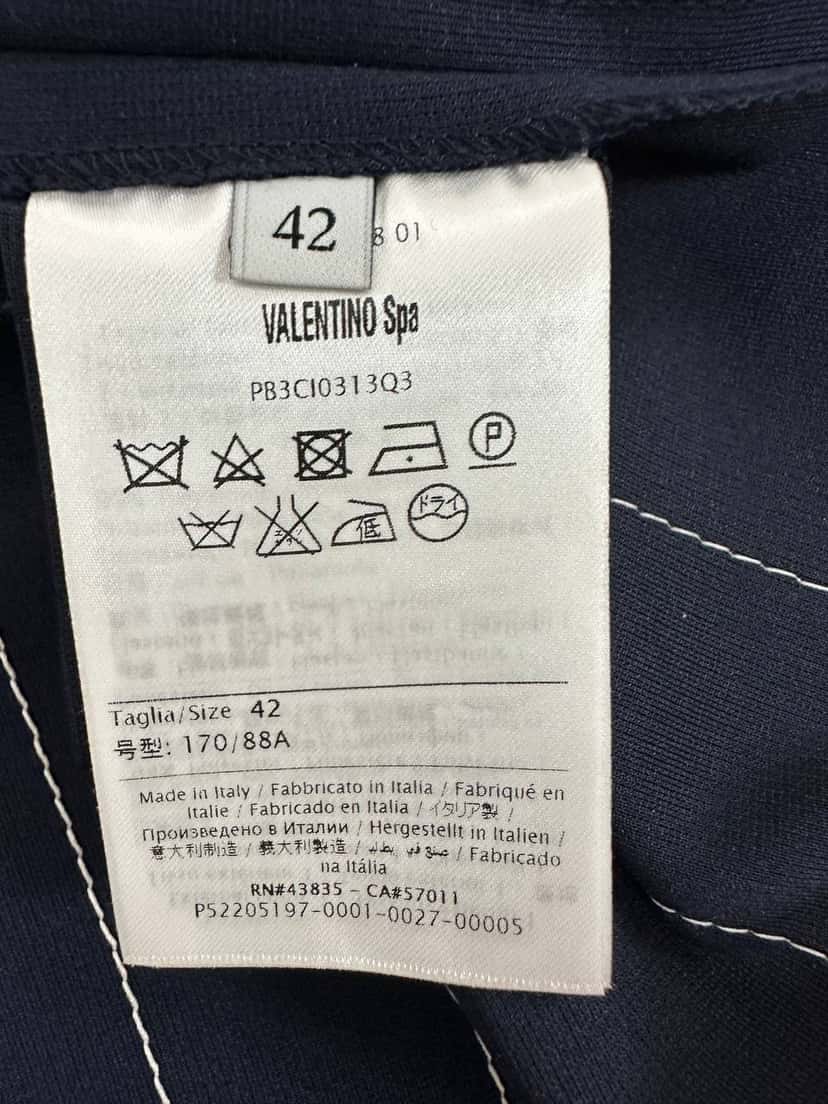 42
8 01
VALENTINO Spa
PB3CI0313Q3
P
低
ドライ
Taglia/Size 42
号型: 170/88A
Made in Italy / Fabbricato in Italia / Fabriqué en
Italie / Fabricado en Italia / イタリア製 /
Произведено в Италии / Hergestellt in Italien /
意大利制造 / 義大利製造 / صنع في إيطاليا / Fabricado
na Itália
RN#43835 - CA#57011
P52205197-0001-0027-00005